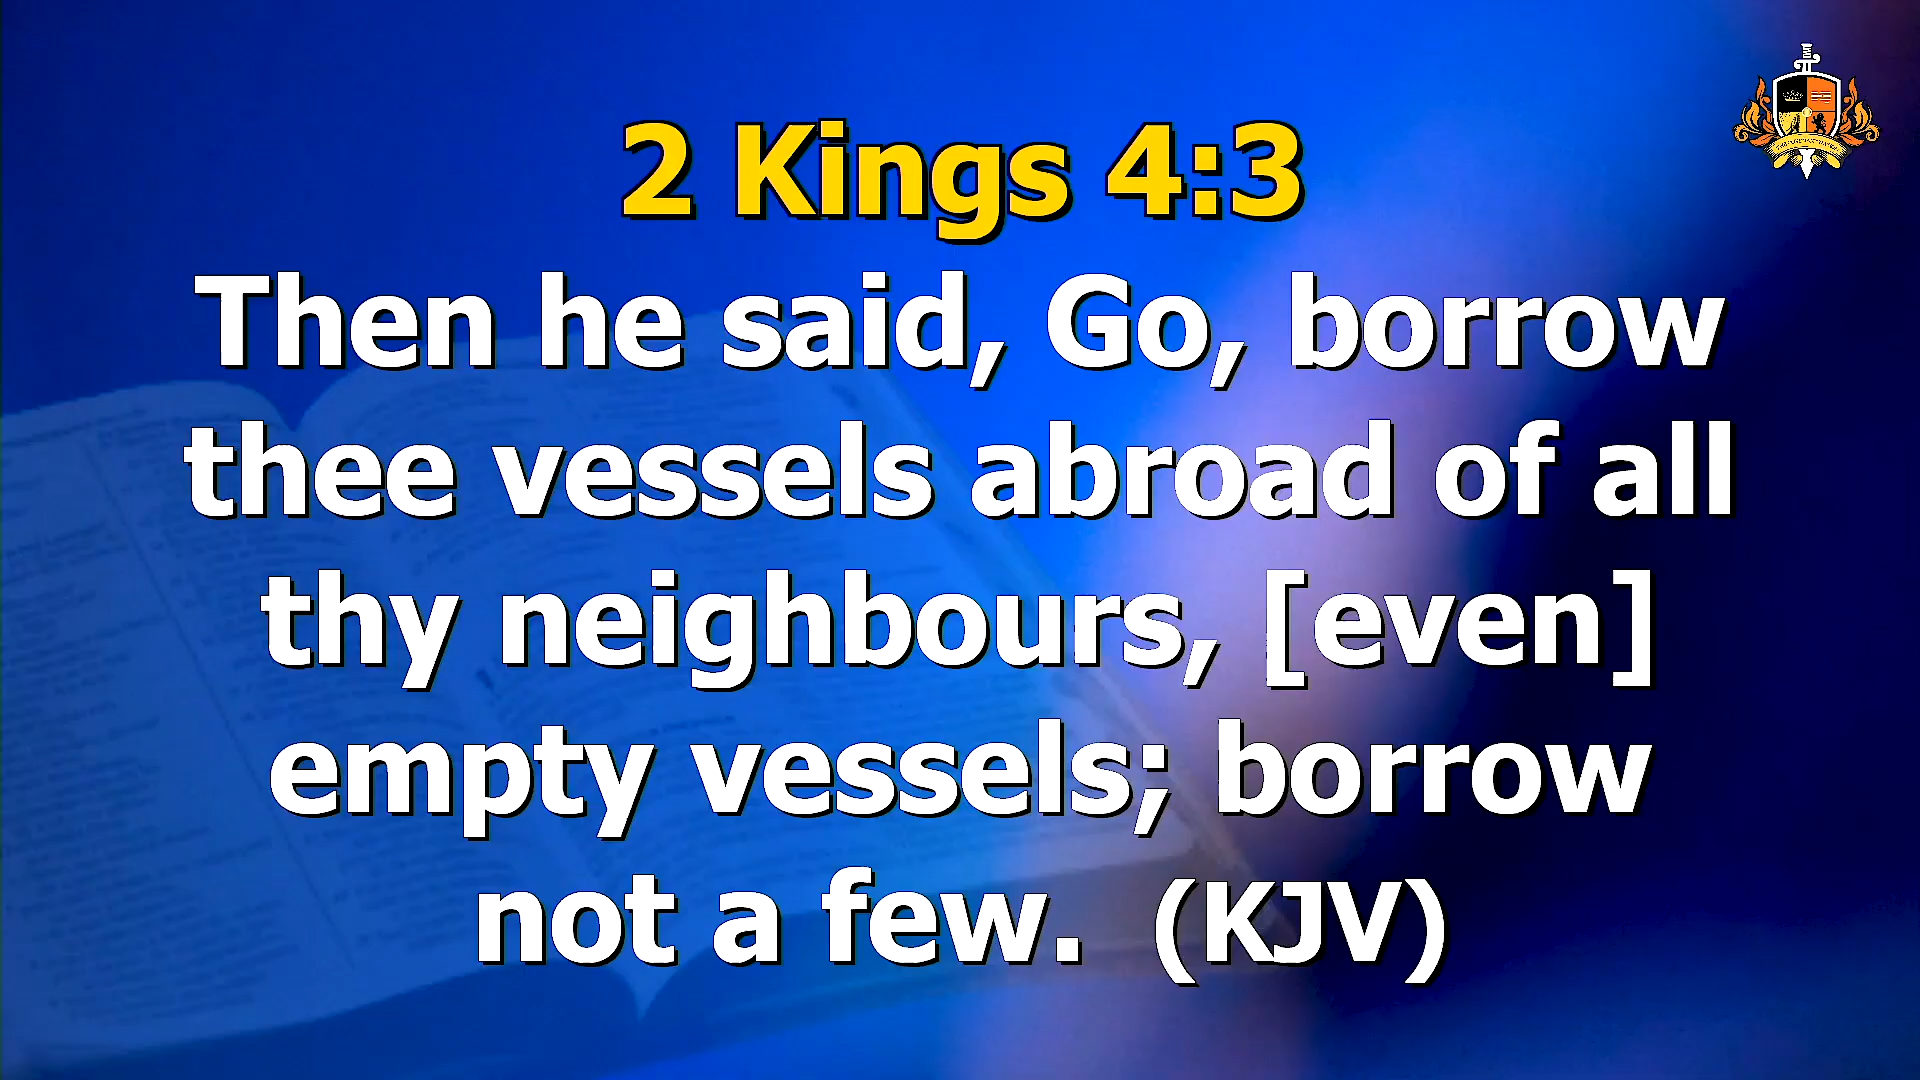 2 Kings 4:3
Then he said, Go, borrow
thee vessels abroad of all
thy neighbours, [even]
empty vessels; borrow
not a few.  (KJV)